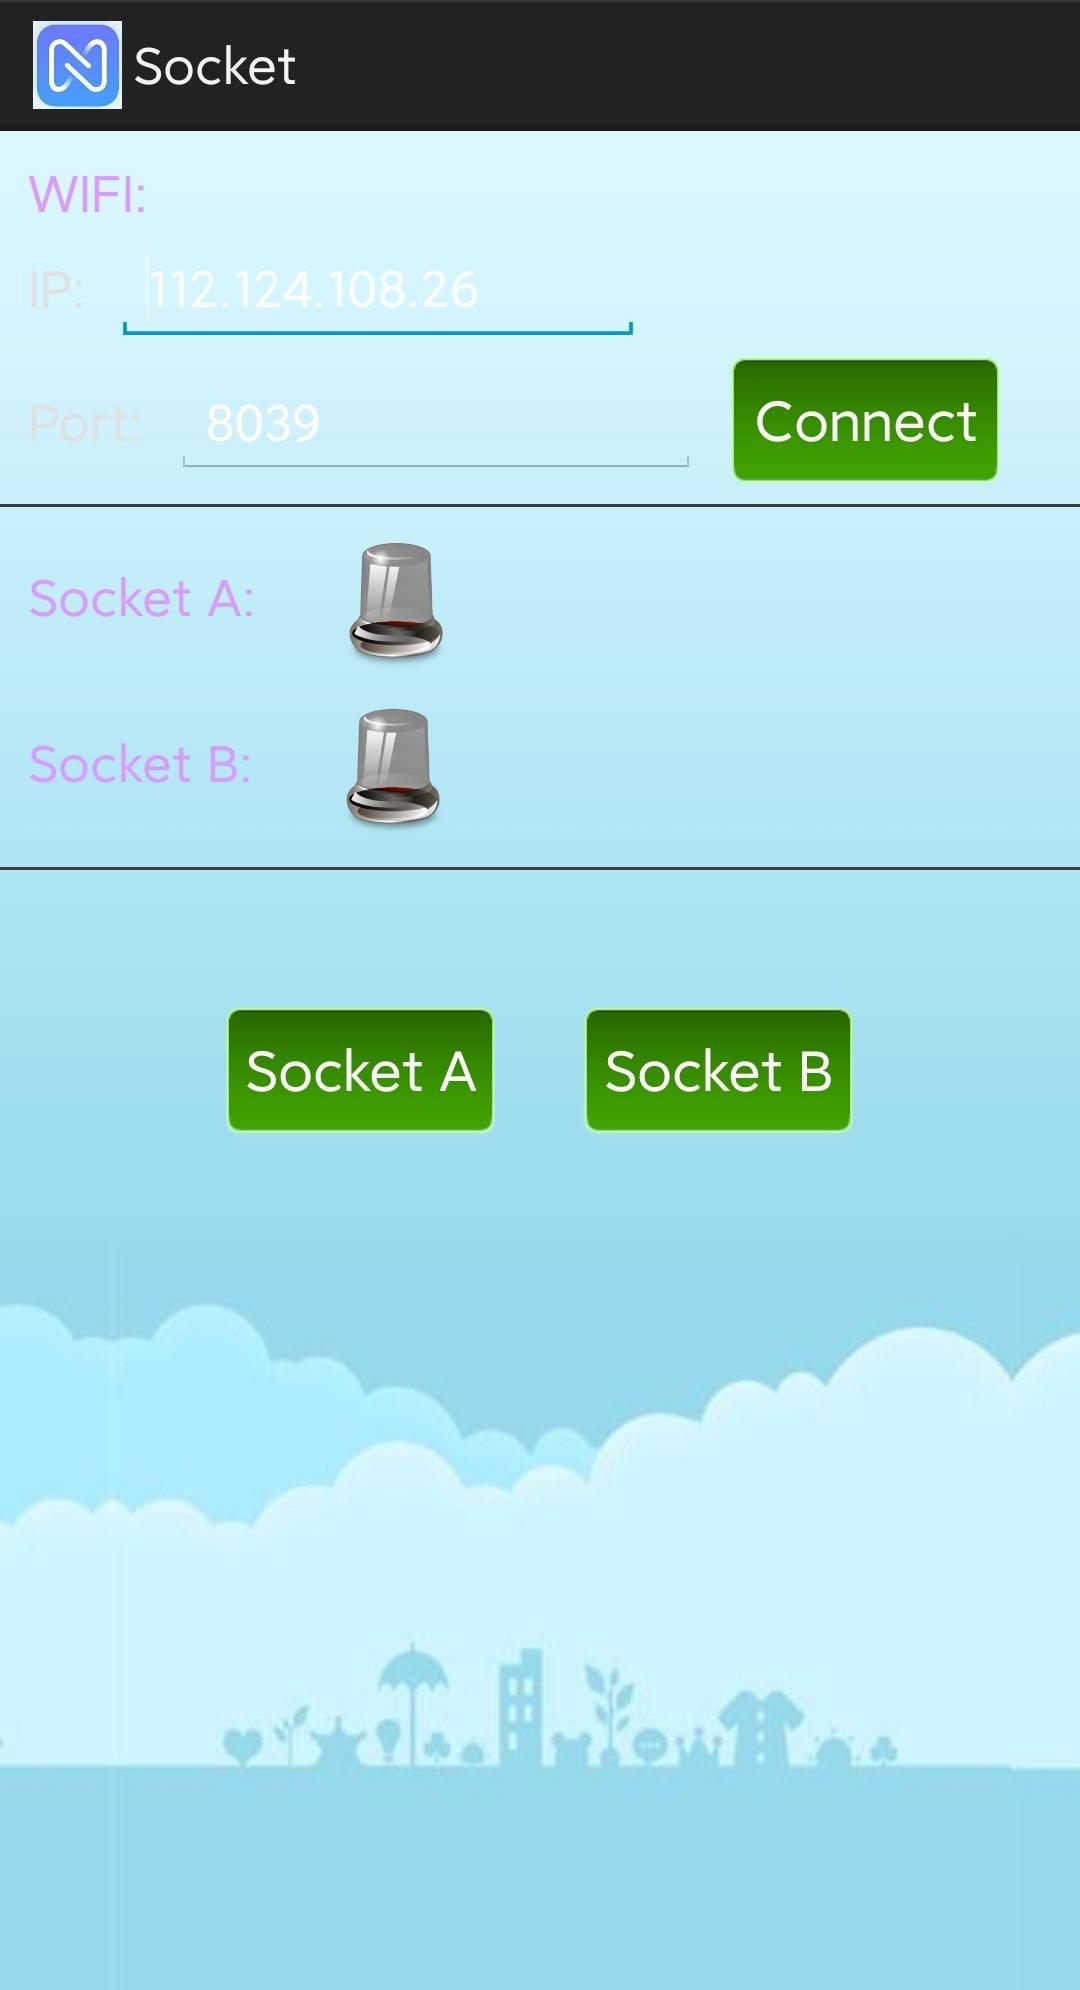 Socket
WIFI:
IP: 112.124.108.26
Port: 8039
Connect
Socket A:
Socket B:
Socket A Socket B